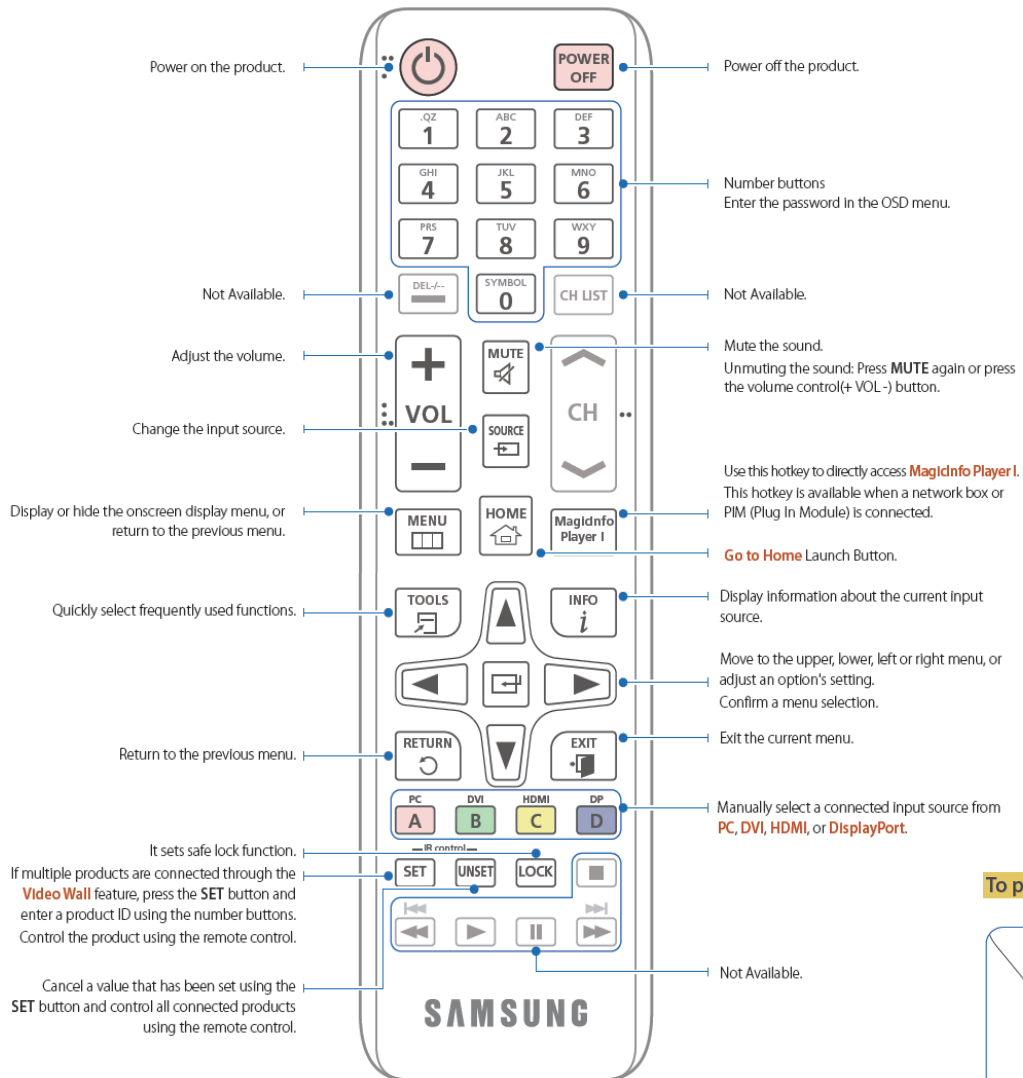 Power on the product.
POWER
OFF
Power off the product.
.QZ
1
ABC
2
DEF
3
GHI
4
JKL
5
MNO
6
Number buttons
Enter the password in the OSD menu.
PRS
7
TUV
8
WXY
9
Not Available.
DEL-/--
SYMBOL
0
CH LIST
Not Available.
Adjust the volume.
+
VOL
−
MUTE
CH
Mute the sound.
Unmuting the sound: Press MUTE again or press
the volume control(+ VOL -) button.
Change the input source.
SOURCE
Use this hotkey to directly access MagicInfo Player I.
This hotkey is available when a network box or
PIM (Plug In Module) is connected.
Display or hide the onscreen display menu, or
return to the previous menu.
MENU
HOME
MagicInfo
Player I
Go to Home Launch Button.
Quickly select frequently used functions.
TOOLS
INFO
i
Display information about the current input
source.
Move to the upper, lower, left or right menu, or
adjust an option's setting.
Confirm a menu selection.
Return to the previous menu.
RETURN
EXIT
Exit the current menu.
PC
A
DVI
B
HDMI
C
DP
D
Manually select a connected input source from
PC, DVI, HDMI, or DisplayPort.
It sets safe lock function.
IR control
SET
UNSET
LOCK
If multiple products are connected through the
Video Wall feature, press the SET button and
enter a product ID using the number buttons.
Control the product using the remote control.
Not Available.
Cancel a value that has been set using the
SET button and control all connected products
using the remote control.
SAMSUNG
To p